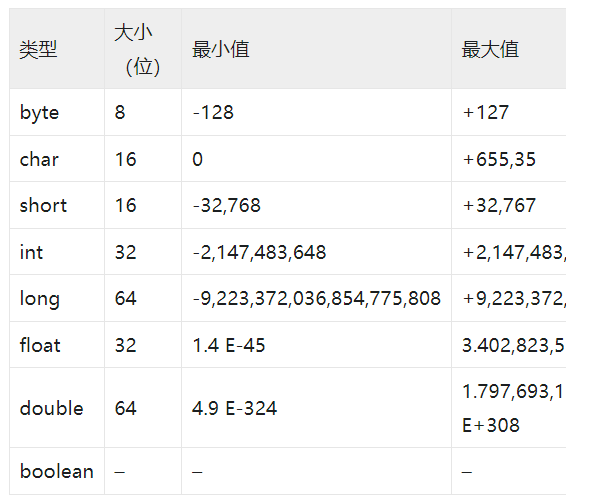 类型 大小（位） 最小值 最大值
byte 8 -128 +127
char 16 0 +655,35
short 16 -32,768 +32,767
int 32 -2,147,483,648 +2,147,483,
long 64 -9,223,372,036,854,775,808 +9,223,372,
float 32 1.4 E-45 3.402,823,5
double 64 4.9 E-324 1.797,693,1
E+308
boolean – – –